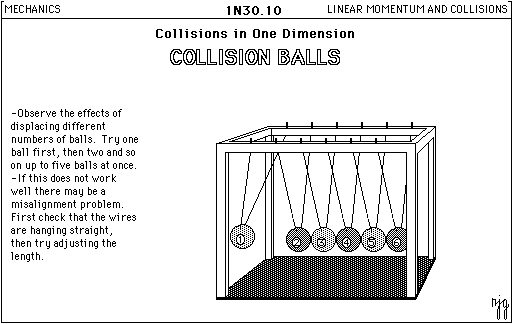 MECHANICS
1N30.10
LINEAR MOMENTUM AND COLLISIONS
Collisions in One Dimension
COLLISION BALLS
-Observe the effects of
displacing different
numbers of balls. Try one
ball first, then two and so
on up to five balls at once.
-If this does not work
well there may be a
misalignment problem.
First check that the wires
are hanging straight,
then try adjusting the
length.
1 2 3 4 5 6
njg